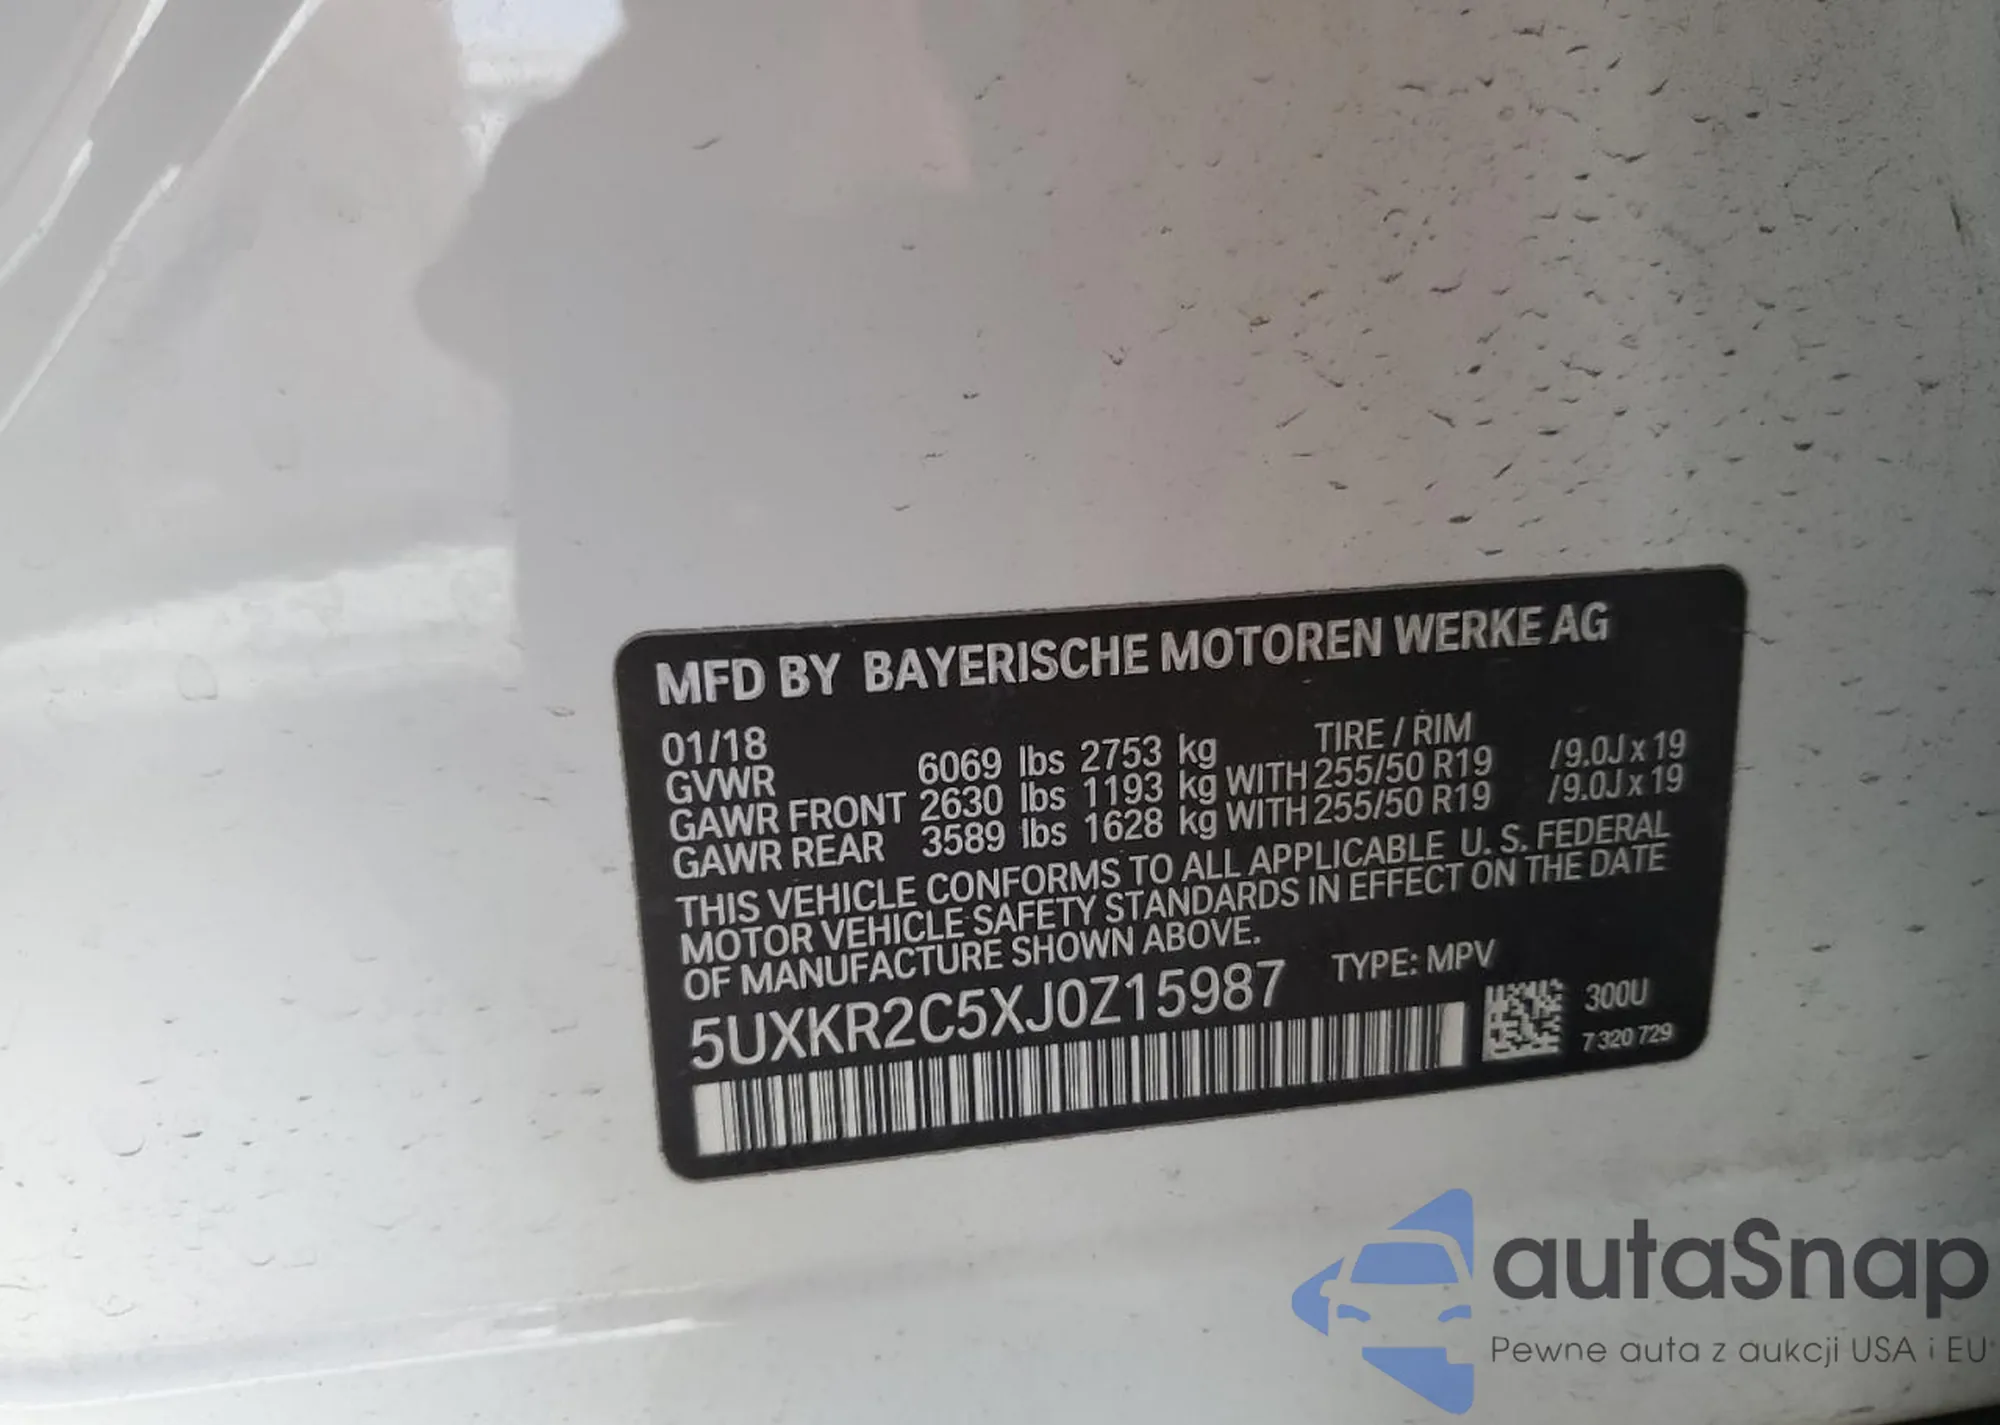 MFD BY BAYERISCHE MOTOREN WERKE AG
01/18 TIRE / RIM
GVWR 6069 lbs 2753 kg
GAWR FRONT 2630 lbs 1193 kg WITH 255/50 R19 /9.0J x 19
GAWR REAR 3589 lbs 1628 kg WITH 255/50 R19 /9.0J x 19
THIS VEHICLE CONFORMS TO ALL APPLICABLE U. S. FEDERAL
MOTOR VEHICLE SAFETY STANDARDS IN EFFECT ON THE DATE
OF MANUFACTURE SHOWN ABOVE.
5UXKR2C5XJ0Z15987 TYPE: MPV
300U
7 320 729
autaSnap
Pewne auta z aukcji USA i EU